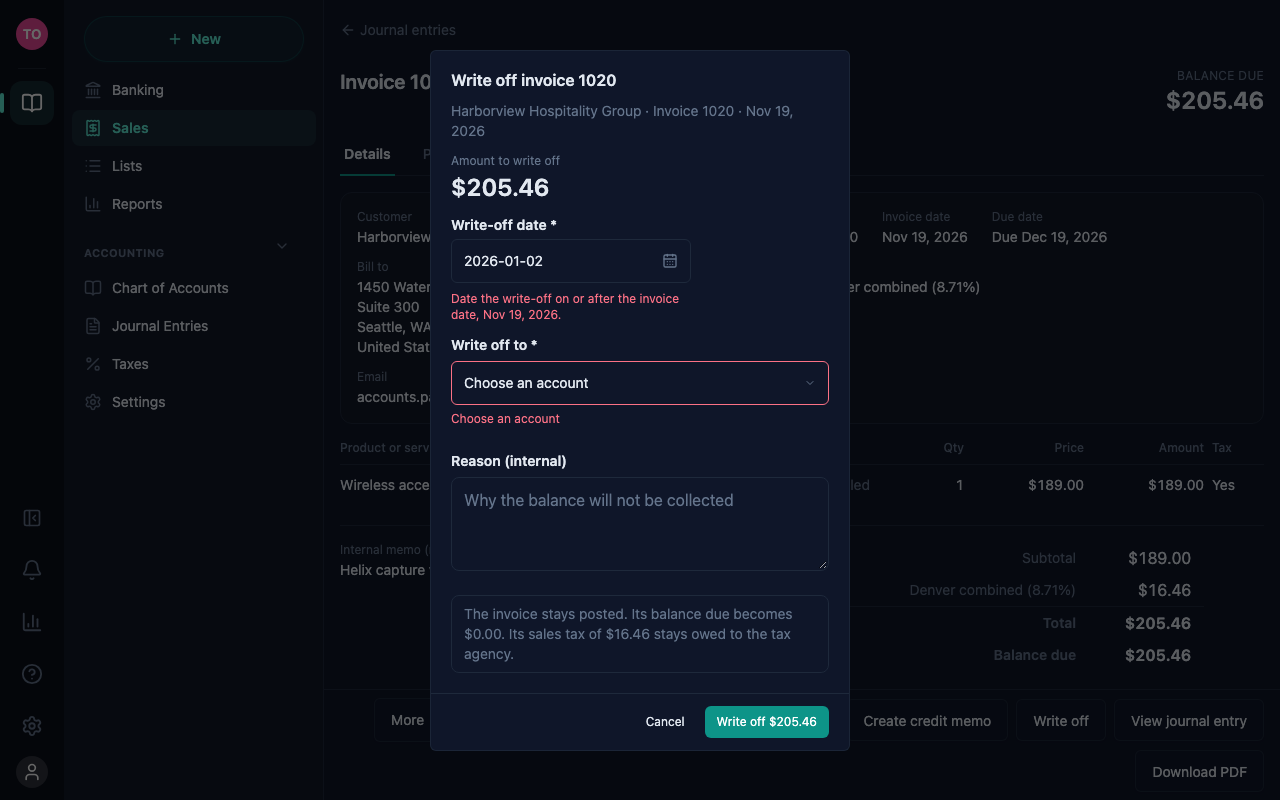 TO
+ New
Banking
Sales
Lists
Reports
ACCOUNTING
Chart of Accounts
Journal Entries
Taxes
Settings
Journal entries
Invoice 10
BALANCE DUE
$205.46
Details
Customer
Harborview
Invoice date
Nov 19, 2026
Due date
Due Dec 19, 2026
Bill to
1450 Water
Suite 300
Seattle, WA
United Stat
combined (8.71%)
Email
accounts.pa
Product or serv
Qty
Price
Amount
Tax
Wireless acce
1
$189.00
$189.00
Yes
Internal memo (
Helix capture
Subtotal
$189.00
Denver combined (8.71%)
$16.46
Total
$205.46
Balance due
$205.46
More
Create credit memo
Write off
View journal entry
Download PDF
Write off invoice 1020
Harborview Hospitality Group · Invoice 1020 · Nov 19,
2026
Amount to write off
$205.46
Write-off date *
2026-01-02
Date the write-off on or after the invoice
date, Nov 19, 2026.
Write off to *
Choose an account
Choose an account
Reason (internal)
Why the balance will not be collected
The invoice stays posted. Its balance due becomes
$0.00. Its sales tax of $16.46 stays owed to the tax
agency.
Cancel
Write off $205.46